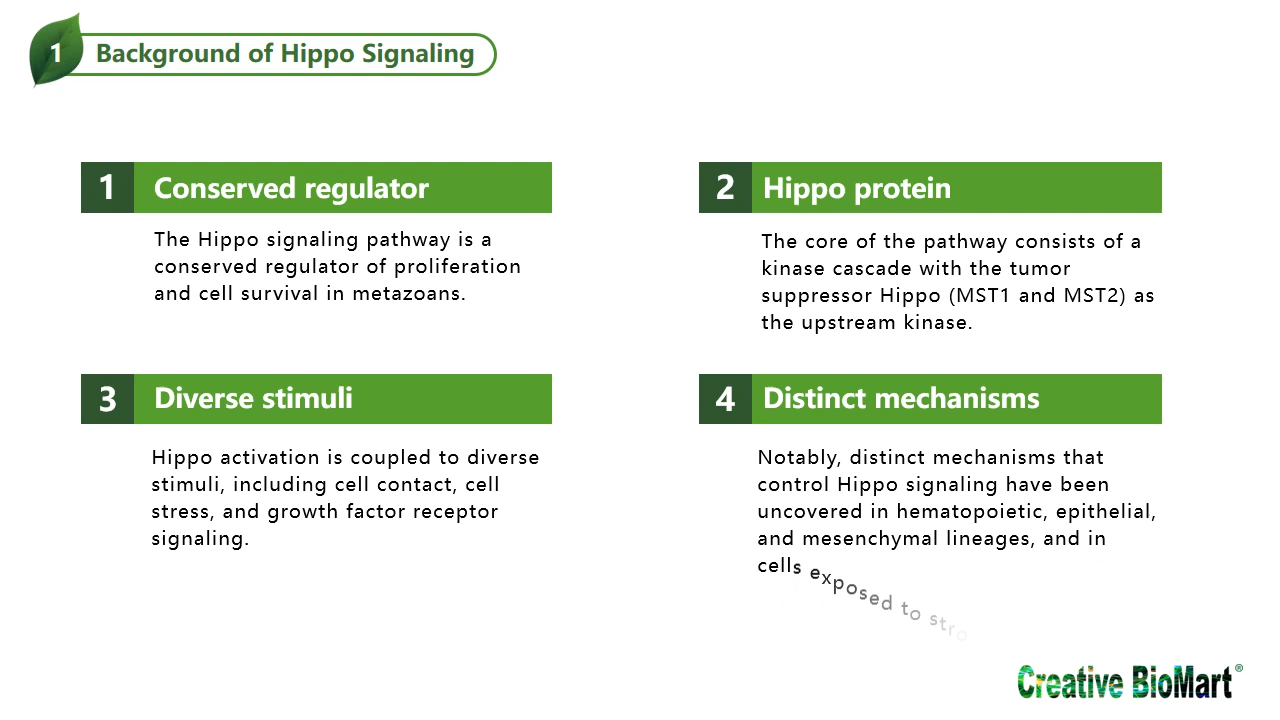 1 Background of Hippo Signaling
1 Conserved regulator
The Hippo signaling pathway is a
conserved regulator of proliferation
and cell survival in metazoans.
2 Hippo protein
The core of the pathway consists of a
kinase cascade with the tumor
suppressor Hippo (MST1 and MST2) as
the upstream kinase.
3 Diverse stimuli
Hippo activation is coupled to diverse
stimuli, including cell contact, cell
stress, and growth factor receptor
signaling.
4 Distinct mechanisms
Notably, distinct mechanisms that
control Hippo signaling have been
uncovered in hematopoietic, epithelial,
and mesenchymal lineages, and in
cells exposed to stro
Creative BioMart®